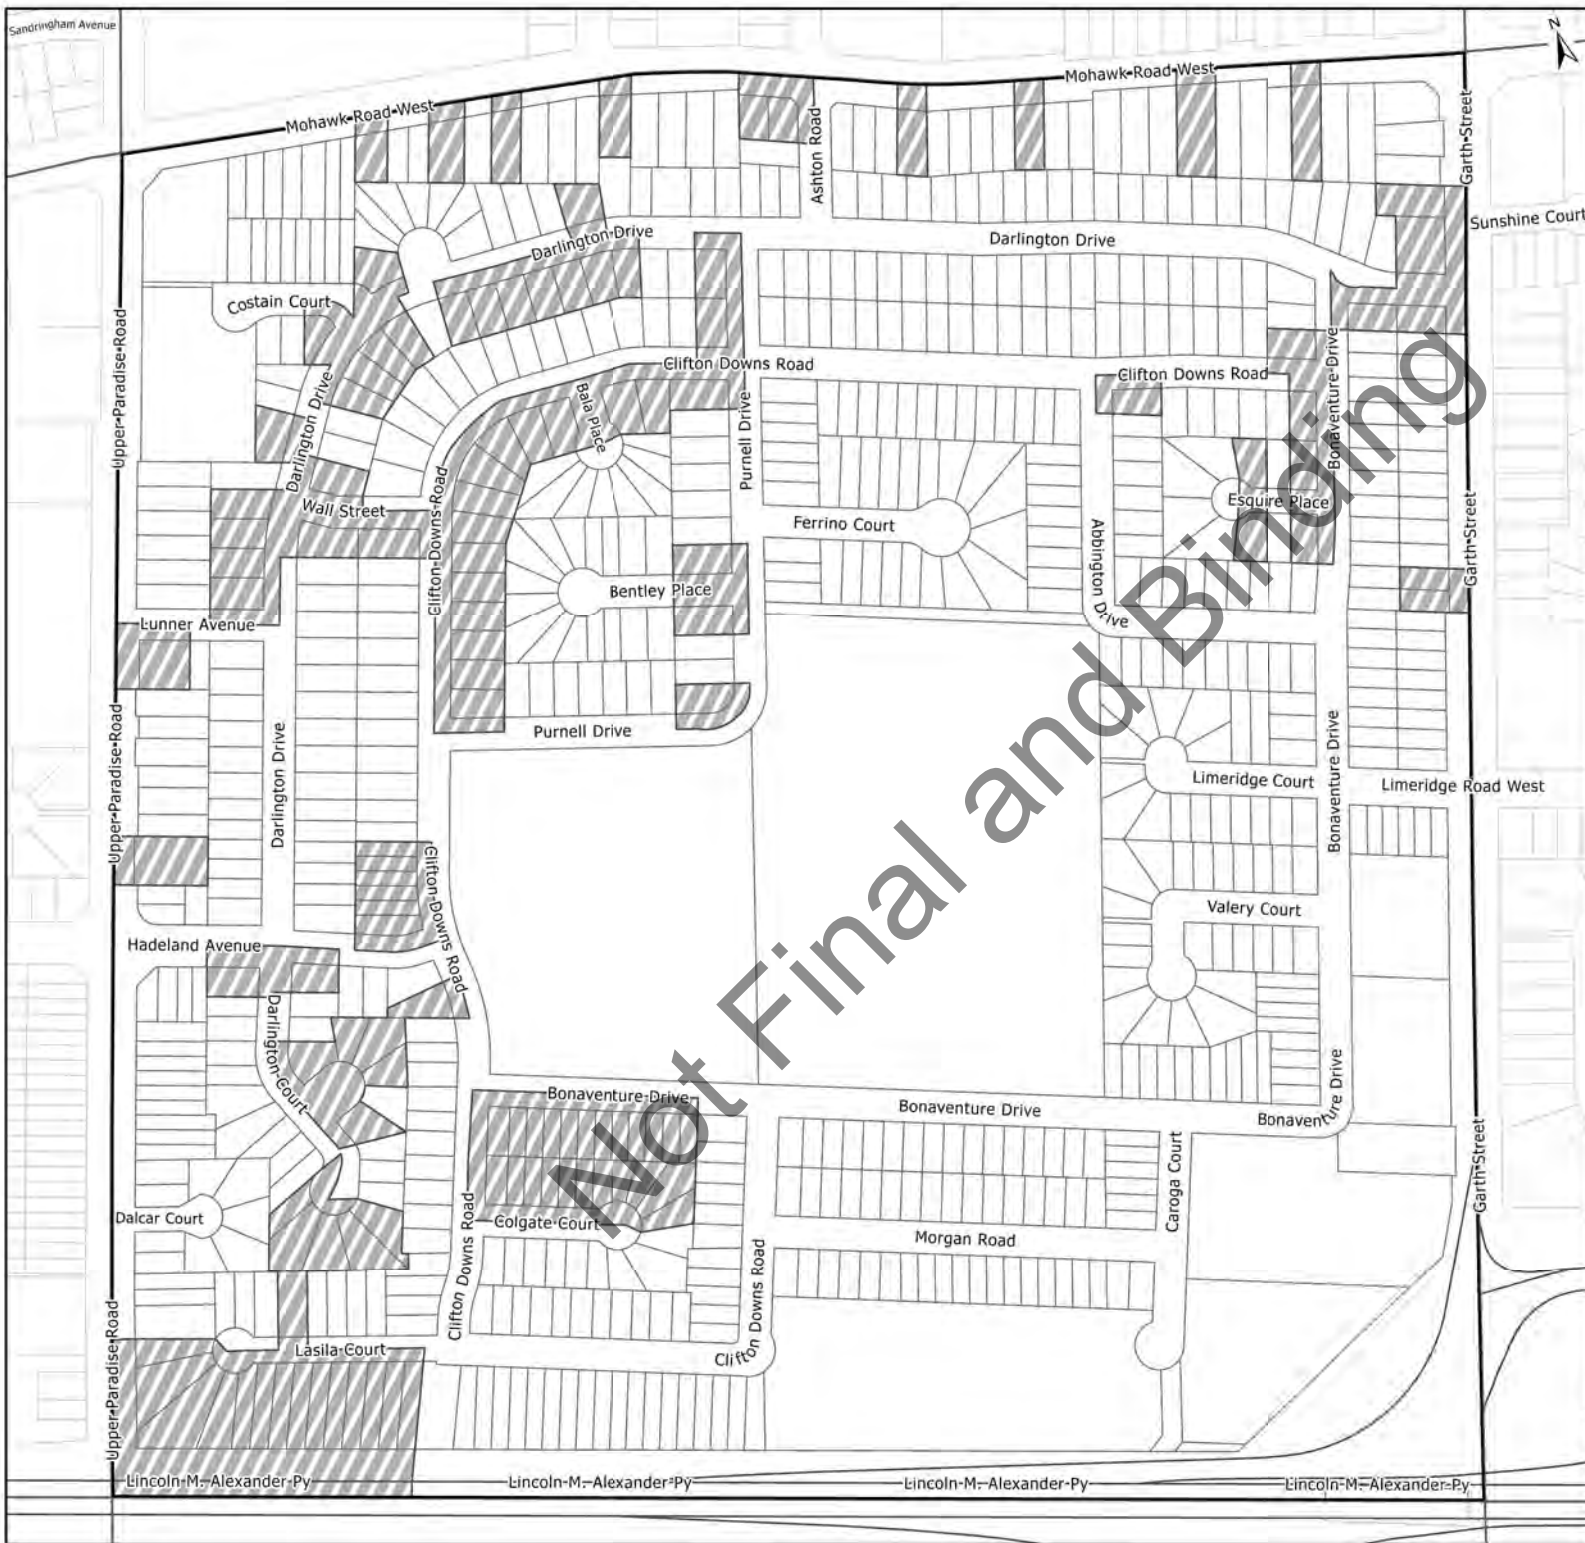 Sandringham Avenue
N
Mohawk Road West
Mohawk Road West
Garth Street
Ashton Road
Sunshine Court
Darlington Drive
Darlington Drive
Costain Court
Upper Paradise Road
Clifton Downs Road
Clifton Downs Road
Bonaventure Drive
Darlington Drive
Bala Place
Purnell Drive
Wall Street
Clifton Downs Road
Ferrino Court
Abbington Drive
Esquire Place
Garth Street
Bentley Place
Lunner Avenue
Purnell Drive
Upper Paradise Road
Darlington Drive
Limeridge Court
Bonaventure Drive
Limeridge Road West
Clifton Downs Road
Valery Court
Hadeland Avenue
Darlington Court
Bonaventure Drive
Bonaventure Drive
Bonaventure Drive
Bonaventure Drive
Garth Street
Caroga Court
Dalcar Court
Clifton Downs Road
Colgate Court
Morgan Road
Clifton Downs Road
Clifton
Upper Paradise Road
Lasila Court
Lincoln M. Alexander Py
Lincoln M. Alexander Py
Lincoln M. Alexander Py
Lincoln M. Alexander Py
Not Final and Binding